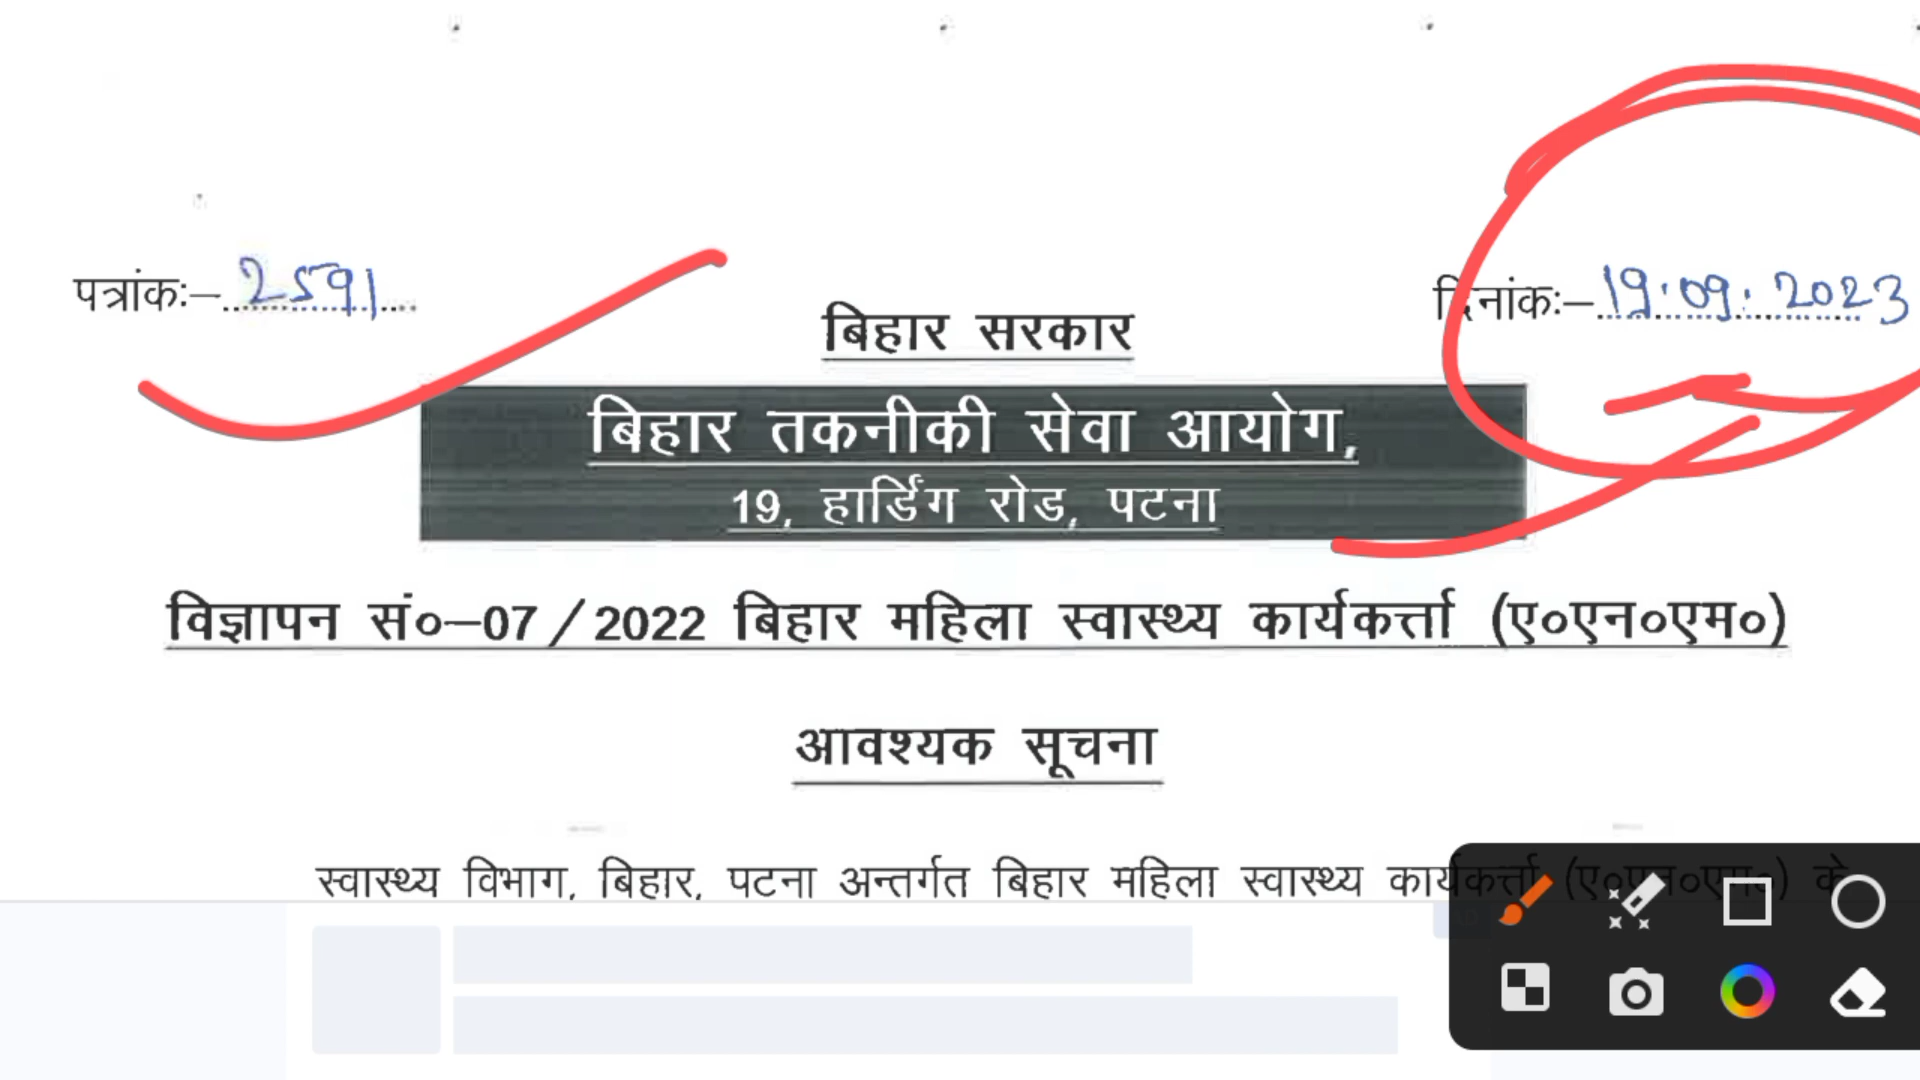 पत्रांकः– 2591
दिनांकः– 19.09.2023
बिहार सरकार
बिहार तकनीकी सेवा आयोग,
19, हार्डिंग रोड, पटना
विज्ञापन सं०–07/2022 बिहार महिला स्वास्थ्य कार्यकर्त्ता (ए०एन०एम०)
आवश्यक सूचना
स्वास्थ्य विभाग, बिहार, पटना अन्तर्गत बिहार महिला स्वास्थ्य कार्यकर्त्ता (ए०एन०एम०) के